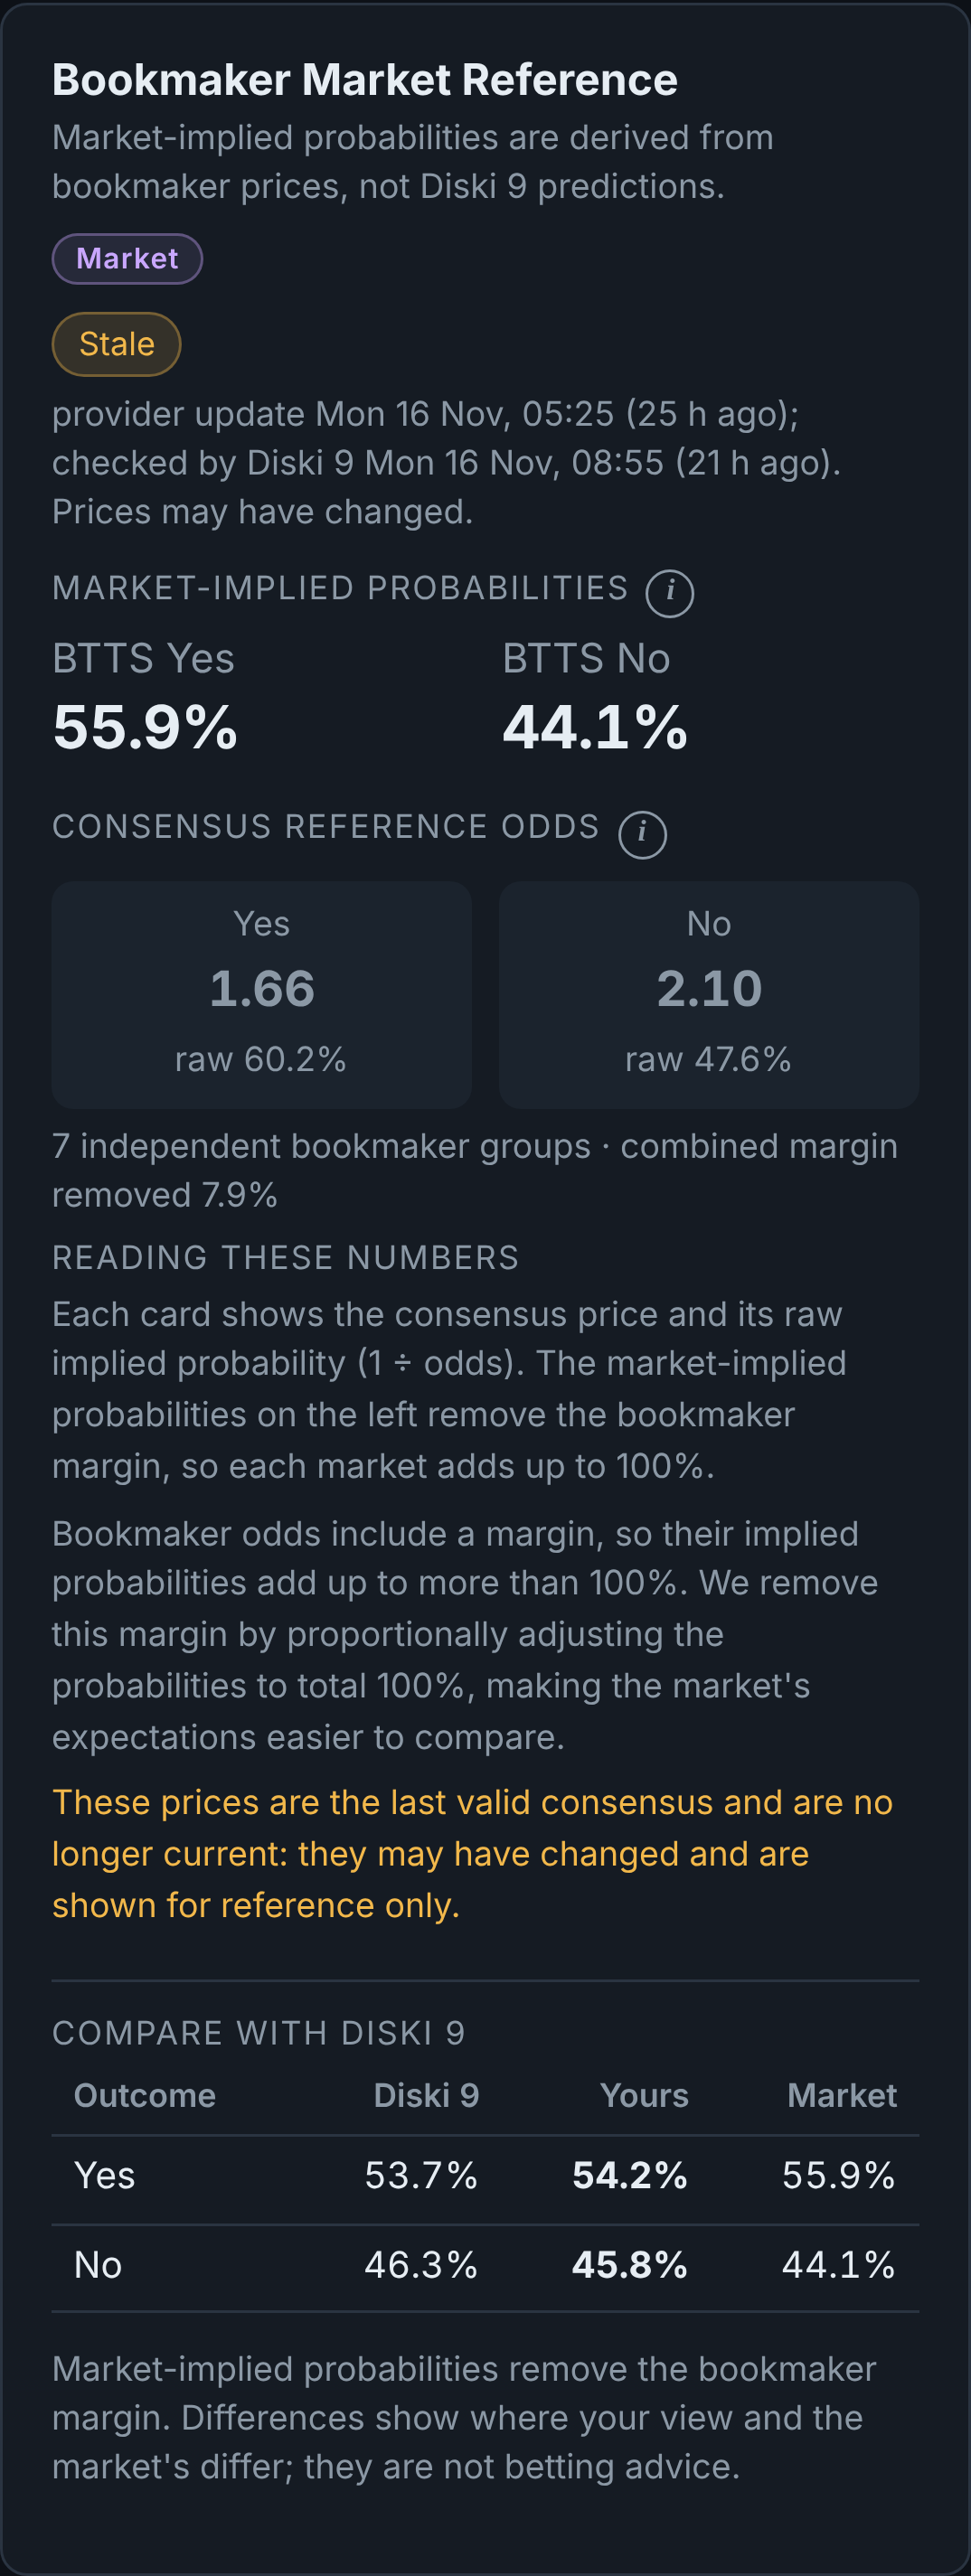 Bookmaker Market Reference
Market-implied probabilities are derived from
bookmaker prices, not Diski 9 predictions.
Market
Stale
provider update Mon 16 Nov, 05:25 (25 h ago);
checked by Diski 9 Mon 16 Nov, 08:55 (21 h ago).
Prices may have changed.
MARKET-IMPLIED PROBABILITIES i
BTTS Yes BTTS No
55.9% 44.1%
CONSENSUS REFERENCE ODDS i
Yes No
1.66 2.10
raw 60.2% raw 47.6%
7 independent bookmaker groups · combined margin
removed 7.9%
READING THESE NUMBERS
Each card shows the consensus price and its raw
implied probability (1 ÷ odds). The market-implied
probabilities on the left remove the bookmaker
margin, so each market adds up to 100%.
Bookmaker odds include a margin, so their implied
probabilities add up to more than 100%. We remove
this margin by proportionally adjusting the
probabilities to total 100%, making the market's
expectations easier to compare.
These prices are the last valid consensus and are no
longer current: they may have changed and are
shown for reference only.
COMPARE WITH DISKI 9
Outcome Diski 9 Yours Market
Yes 53.7% 54.2% 55.9%
No 46.3% 45.8% 44.1%
Market-implied probabilities remove the bookmaker
margin. Differences show where your view and the
market's differ; they are not betting advice.